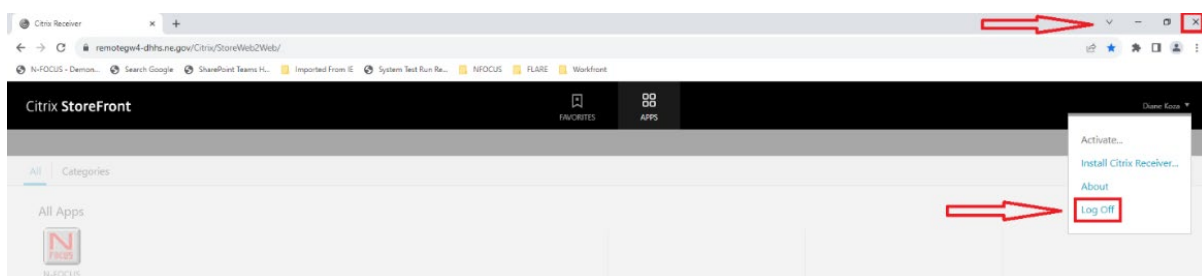 Citrix Receiver
remotegw4-dhhs.ne.gov/Citrix/StoreWeb2Web/
N-FOCUS - Demon... Search Google SharePoint Teams H... Imported From IE System Test Run Re... NFOCUS FLARE Workfront
Citrix StoreFront
FAVORITES
APPS
Diane Koza
Activate...
Install Citrix Receiver...
About
Log Off
All Categories
All Apps
N
FOCUS
N-FOCUS